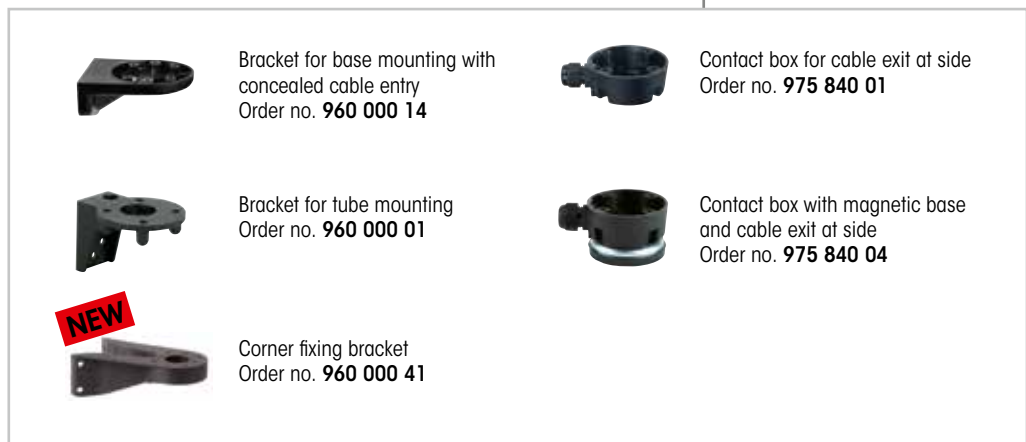 Bracket for base mounting with
concealed cable entry
Order no. 960 000 14
Bracket for tube mounting
Order no. 960 000 01
NEW
Corner fixing bracket
Order no. 960 000 41
Contact box for cable exit at side
Order no. 975 840 01
Contact box with magnetic base
and cable exit at side
Order no. 975 840 04